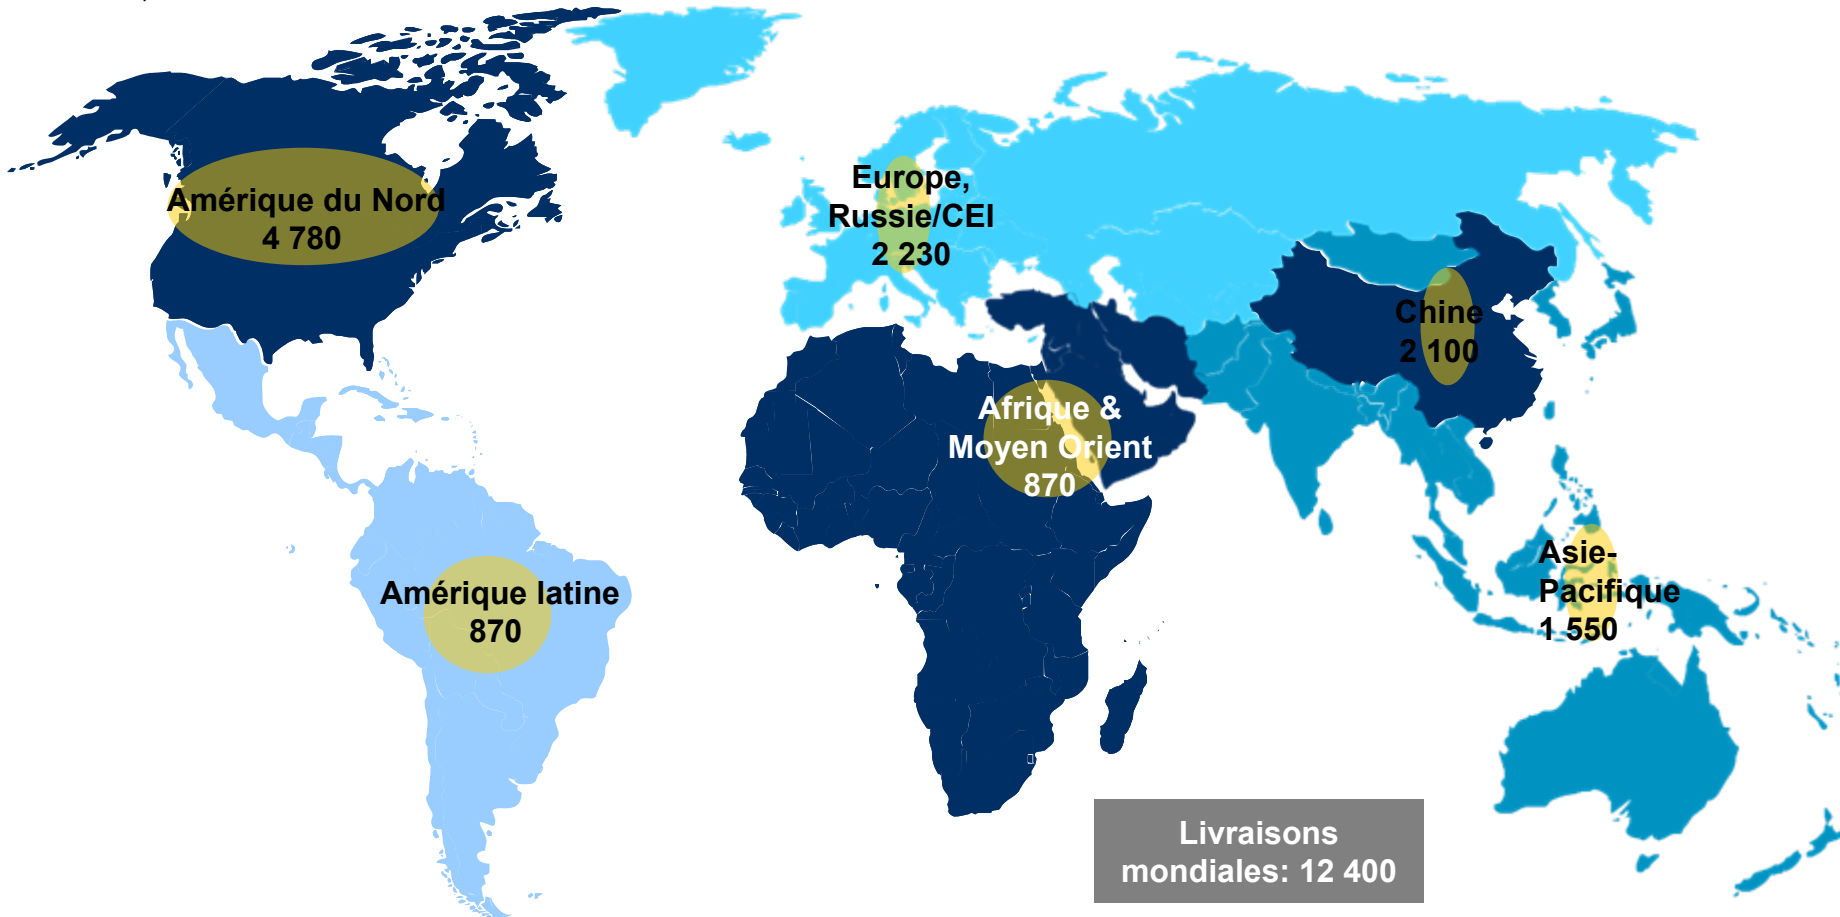 Amérique du Nord
4 780
Europe,
Russie/CEI
2 230
Chine
2 100
Afrique &
Moyen Orient
870
Asie-
Pacifique
1 550
Amérique latine
870
Livraisons
mondiales: 12 400